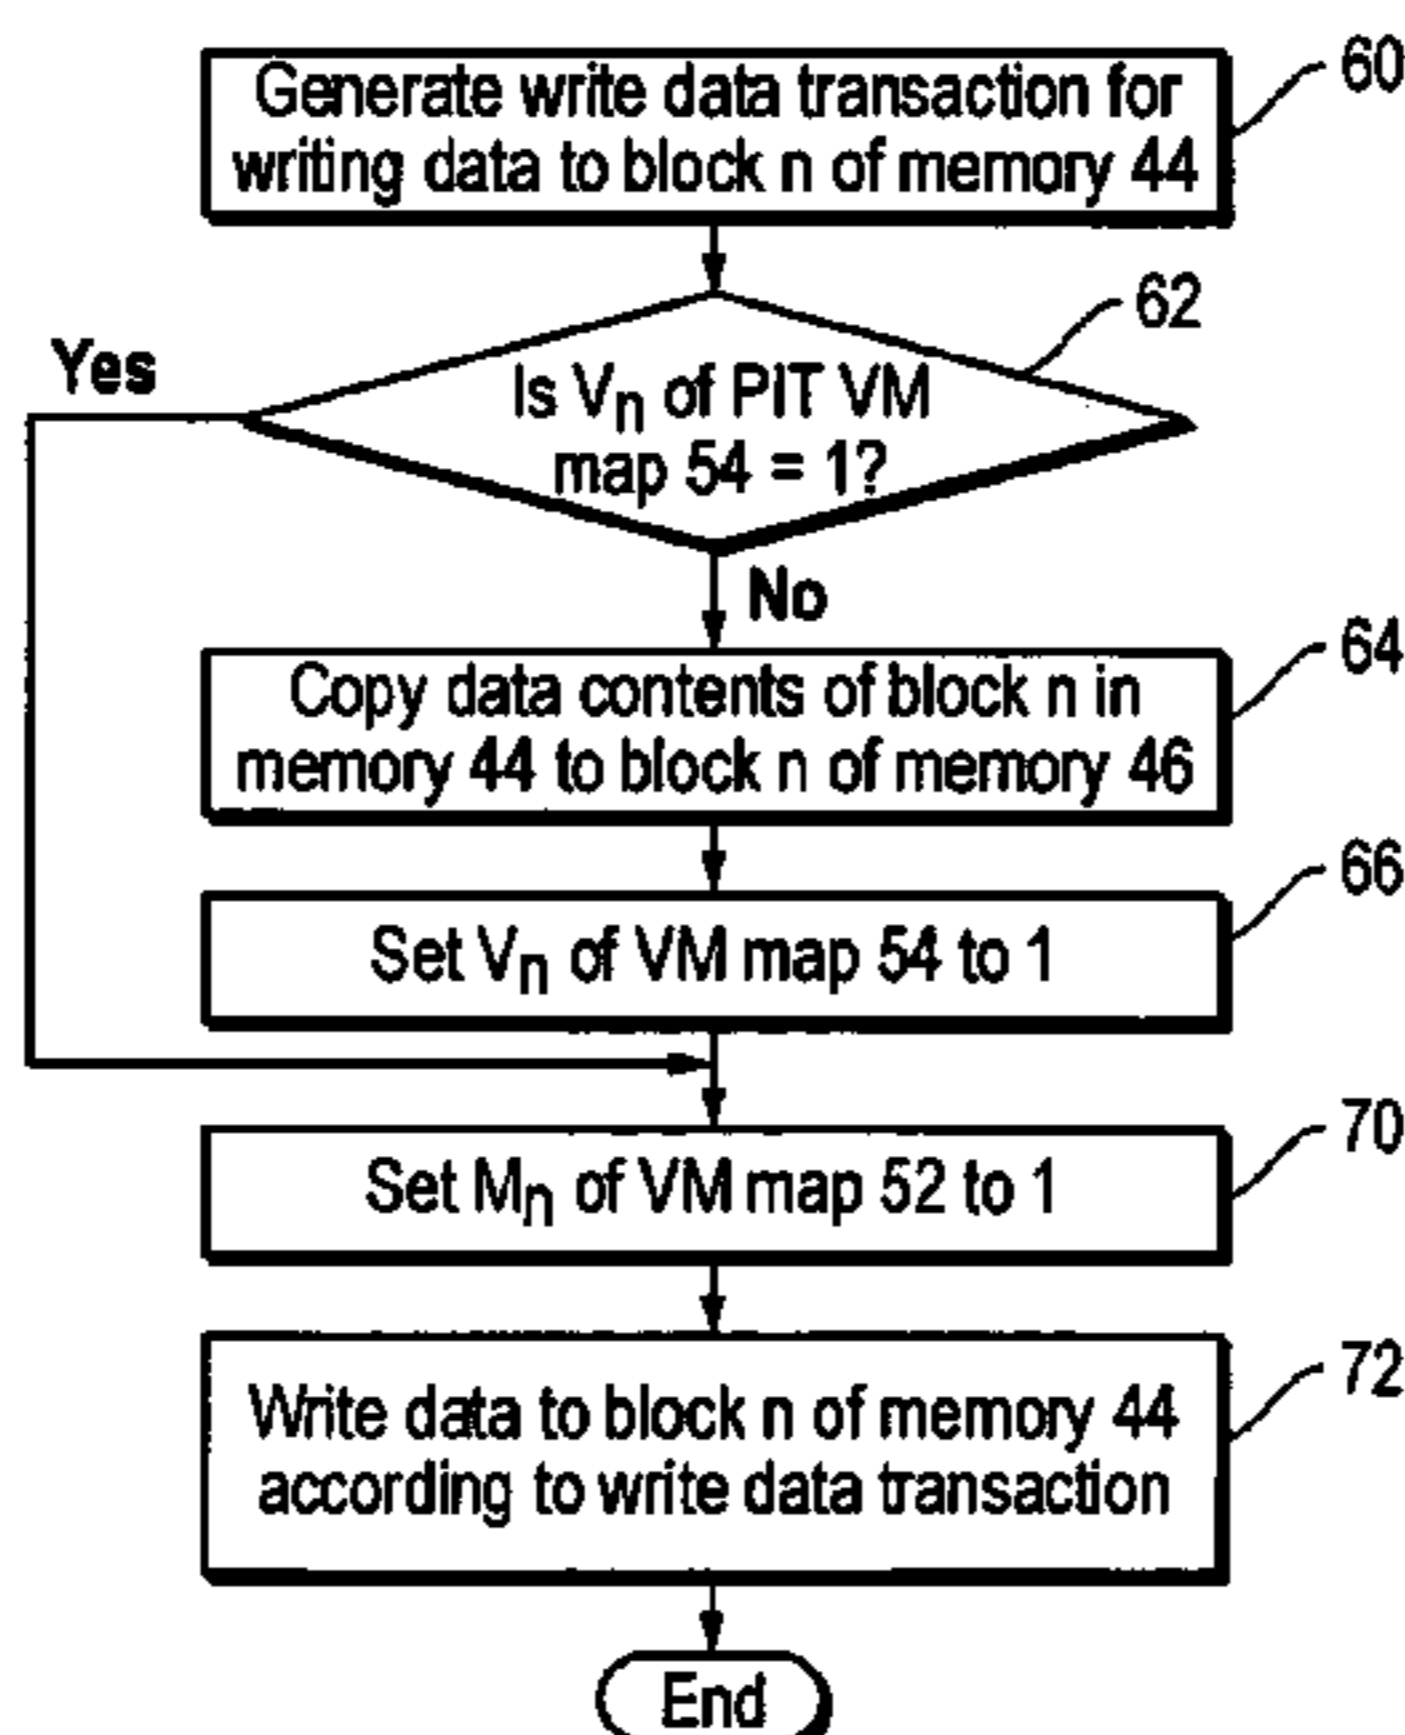 Generate write data transaction for
writing data to block n of memory 44
60
62
Yes
Is Vn of PIT VM
map 54 = 1?
No
64
Copy data contents of block n in
memory 44 to block n of memory 46
66
Set Vn of VM map 54 to 1
70
Set Mn of VM map 52 to 1
72
Write data to block n of memory 44
according to write data transaction
End